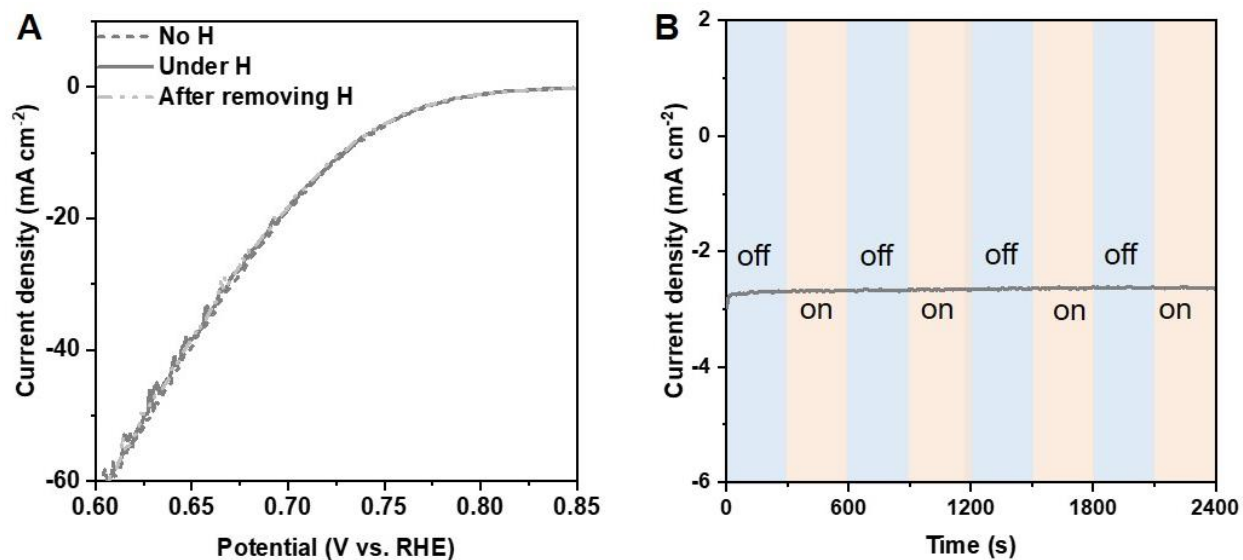 A
No H
Under H
After removing H
0
-20
-40
-60
0.60 0.65 0.70 0.75 0.80 0.85
Potential (V vs. RHE)
Current density (mA cm⁻²)
B
2
0
-2
-4
-6
off off off off
on on on on
0 600 1200 1800 2400
Time (s)
Current density (mA cm⁻²)